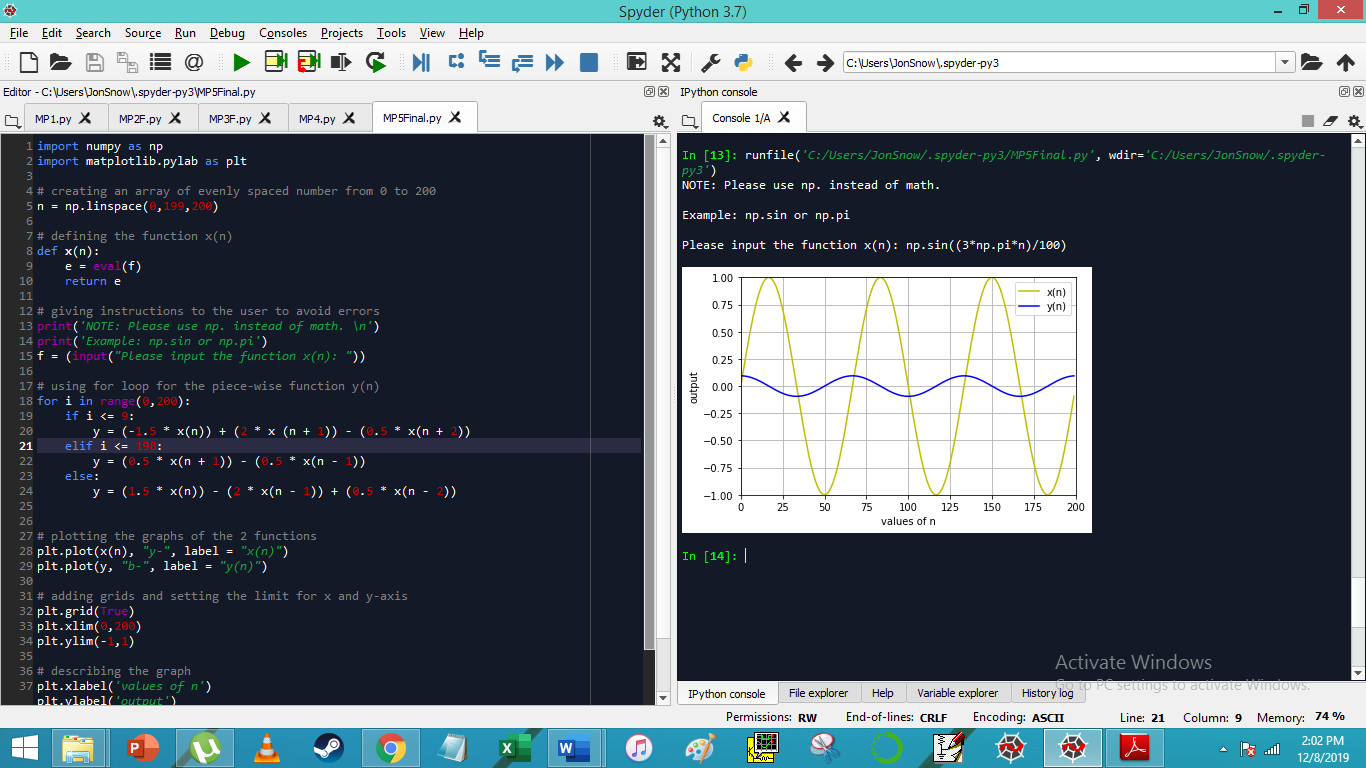 Spyder (Python 3.7)
File Edit Search Source Run Debug Consoles Projects Tools View Help
C:\Users\JonSnow\.spyder-py3
Editor - C:\Users\JonSnow\.spyder-py3\MP5Final.py
MP1.py MP2F.py MP3F.py MP4.py MP5Final.py
1 import numpy as np
2 import matplotlib.pylab as plt
3
4 # creating an array of evenly spaced number from 0 to 200
5 n = np.linspace(0,199,200)
6
7 # defining the function x(n)
8 def x(n):
9     e = eval(f)
10     return e
11
12 # giving instructions to the user to avoid errors
13 print('NOTE: Please use np. instead of math. \n')
14 print('Example: np.sin or np.pi')
15 f = (input("Please input the function x(n): "))
16
17 # using for loop for the piece-wise function y(n)
18 for i in range(0,200):
19     if i <= 9:
20         y = (-1.5 * x(n)) + (2 * x (n + 1)) - (0.5 * x(n + 2))
21     elif i <= 198:
22         y = (0.5 * x(n + 1)) - (0.5 * x(n - 1))
23     else:
24         y = (1.5 * x(n)) - (2 * x(n - 1)) + (0.5 * x(n - 2))
25
26
27 # plotting the graphs of the 2 functions
28 plt.plot(x(n), "y-", label = "x(n)")
29 plt.plot(y, "b-", label = "y(n)")
30
31 # adding grids and setting the limit for x and y-axis
32 plt.grid(True)
33 plt.xlim(0,200)
34 plt.ylim(-1,1)
35
36 # describing the graph
37 plt.xlabel('values of n')
plt.ylabel('output')
IPython console
Console 1/A
In [13]: runfile('C:/Users/JonSnow/.spyder-py3/MP5Final.py', wdir='C:/Users/JonSnow/.spyder-
py3')
NOTE: Please use np. instead of math.
Example: np.sin or np.pi
Please input the function x(n): np.sin((3*np.pi*n)/100)
1.00
0.75
0.50
0.25
0.00
−0.25
−0.50
−0.75
−1.00
output
x(n)
y(n)
0 25 50 75 100 125 150 175 200
values of n
In [14]:
Activate Windows
Go to PC settings to activate Windows.
IPython console File explorer Help Variable explorer History log
Permissions: RW End-of-lines: CRLF Encoding: ASCII Line: 21 Column: 9 Memory: 74 %
2:02 PM
12/8/2019